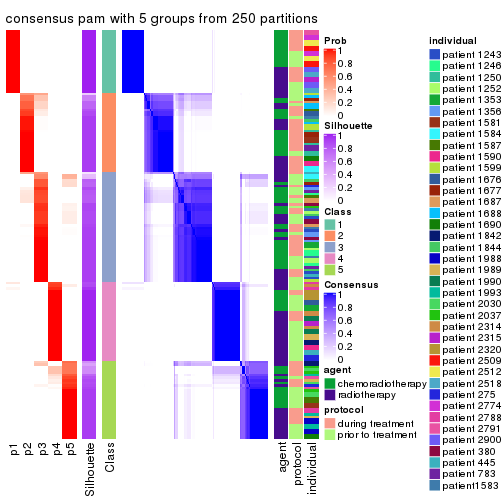 consensus pam with 5 groups from 250 partitions
p1
p2
p3
p4
p5
Silhouette
Class
agent
protocol
individual
Prob
1
0.8
0.6
0.4
0.2
0
Silhouette
1
0.8
0.6
0.4
0.2
0
Class
1
2
3
4
5
Consensus
1
0.8
0.6
0.4
0.2
0
agent
chemoradiotherapy
radiotherapy
protocol
during treatment
prior to treatment
individual
patient 1243
patient 1246
patient 1250
patient 1252
patient 1353
patient 1356
patient 1581
patient 1584
patient 1587
patient 1590
patient 1599
patient 1676
patient 1677
patient 1687
patient 1688
patient 1690
patient 1842
patient 1844
patient 1988
patient 1989
patient 1990
patient 1993
patient 2030
patient 2037
patient 2314
patient 2315
patient 2320
patient 2509
patient 2512
patient 2518
patient 275
patient 2774
patient 2788
patient 2791
patient 2900
patient 380
patient 445
patient 783
patient1583